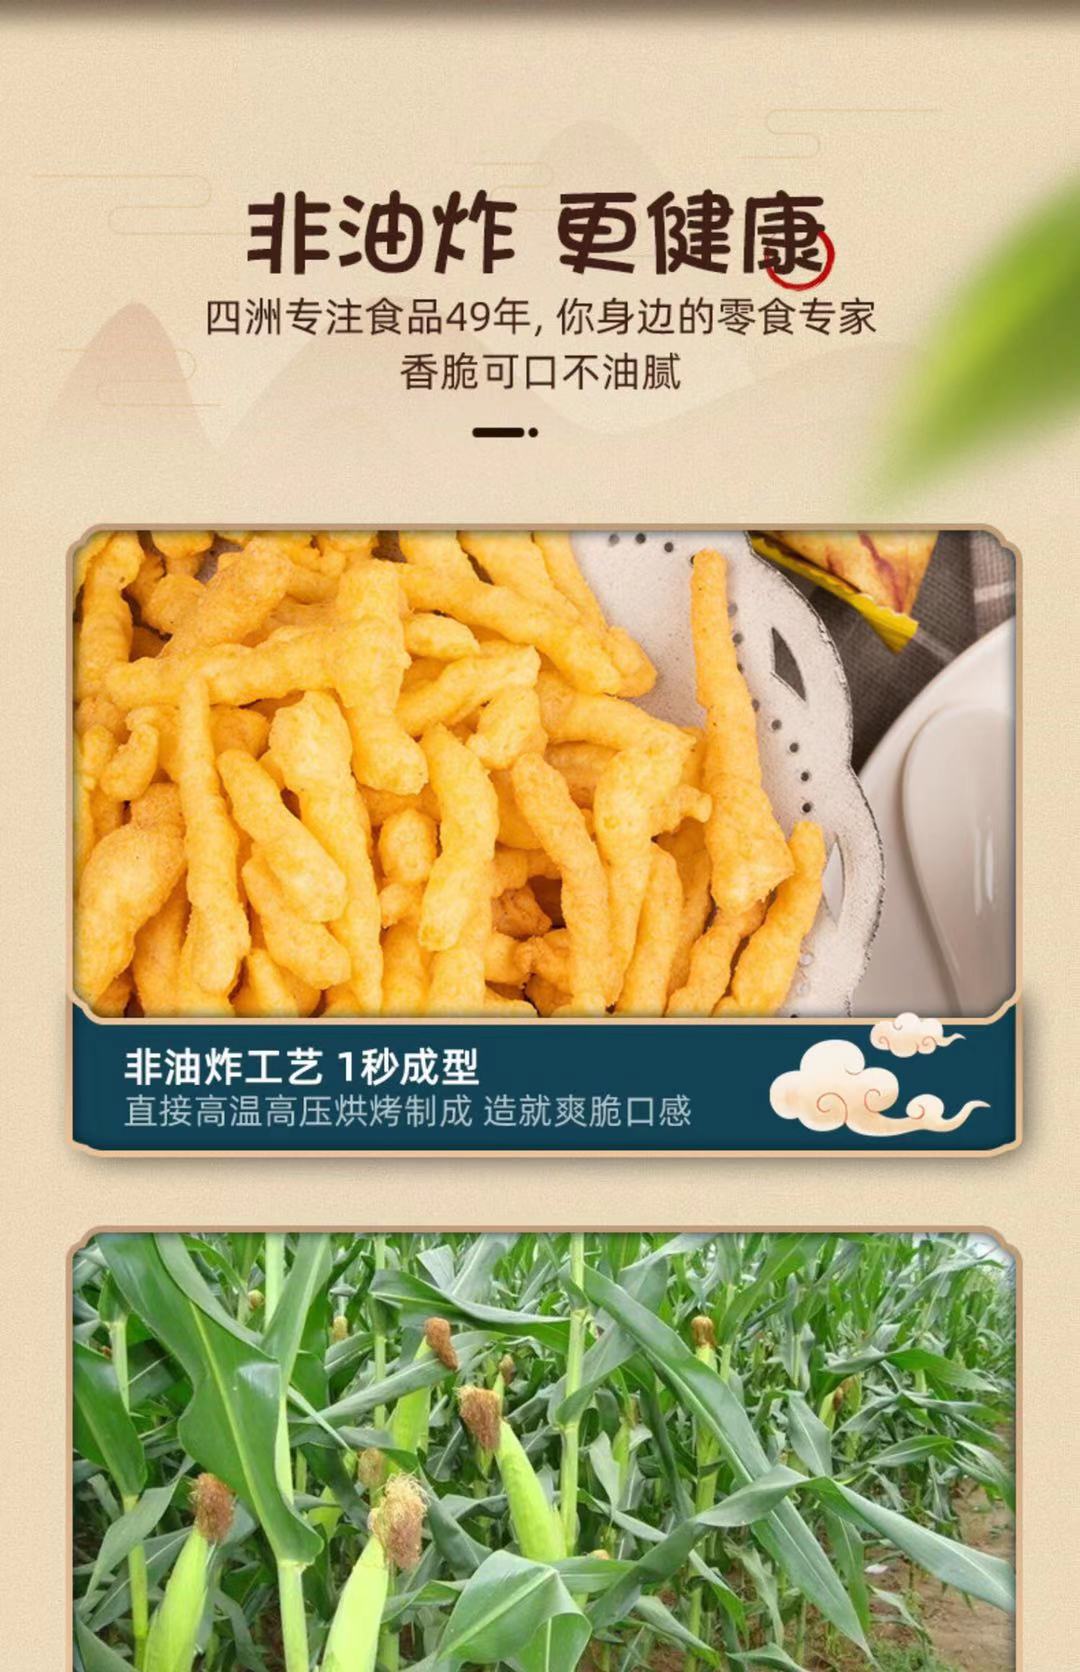 非油炸 更健康
四洲专注食品49年, 你身边的零食专家
香脆可口不油腻
非油炸工艺 1秒成型
直接高温高压烘烤制成 造就爽脆口感